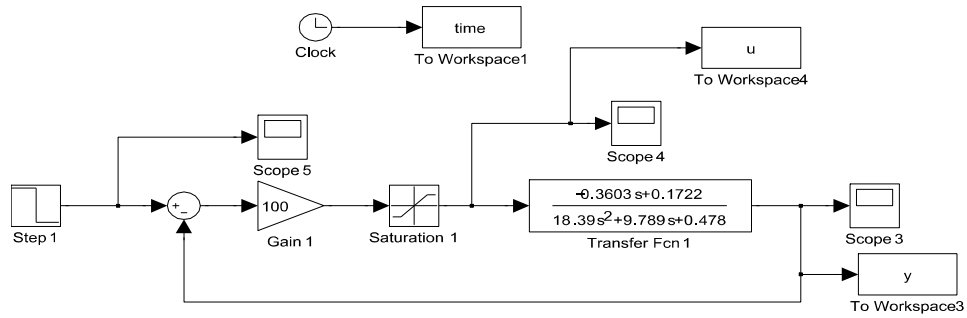 time
Clock
To Workspace1
u
To Workspace4
Scope 5
Scope 4
+
−
100
-0.3603s+0.1722
18.39s²+9.789s+0.478
Step 1
Gain 1
Saturation 1
Transfer Fcn 1
Scope 3
y
To Workspace3